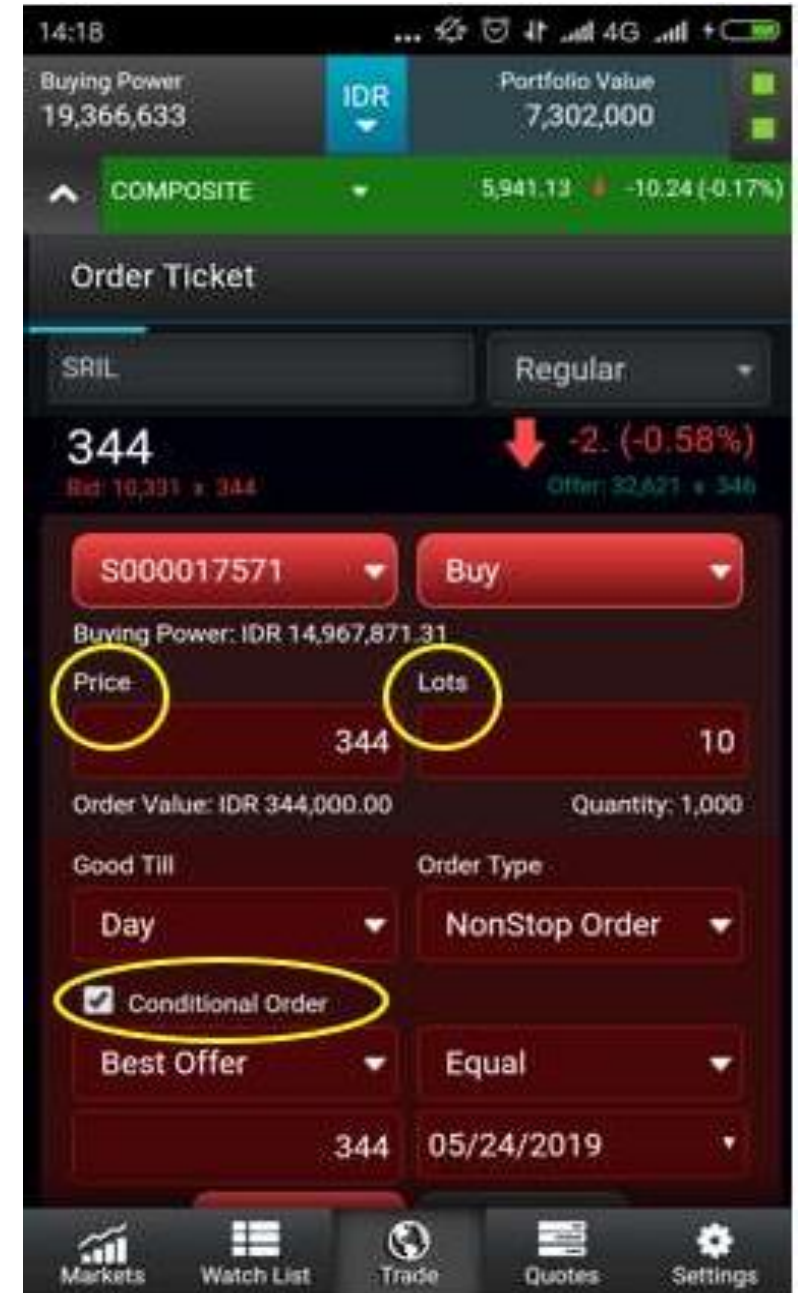 14:18 ... 4G
Buying Power IDR Portfolio Value
19,366,633 7,302,000
COMPOSITE 5,941.13 -10.24 (-0.17%)
Order Ticket
SRIL Regular
344 -2. (-0.58%)
Bid: 10,331 x 344 Offer: 32,621 x 346
S000017571 Buy
Buying Power: IDR 14,967,871.31
Price Lots
344 10
Order Value: IDR 344,000.00 Quantity: 1,000
Good Till Order Type
Day NonStop Order
Conditional Order
Best Offer Equal
344 05/24/2019
Markets Watch List Trade Quotes Settings